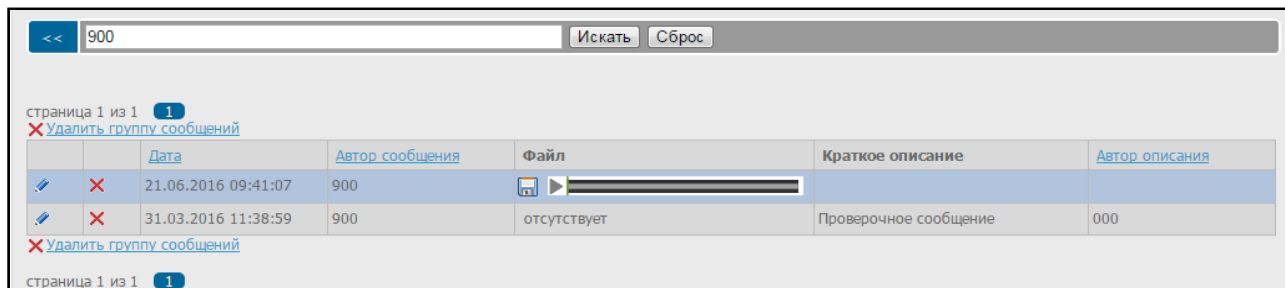 << 900 Искать Сброс
страница 1 из 1 1
Удалить группу сообщений
Дата Автор сообщения Файл Краткое описание Автор описания
21.06.2016 09:41:07 900
31.03.2016 11:38:59 900 отсутствует Проверочное сообщение 000
Удалить группу сообщений
страница 1 из 1 1